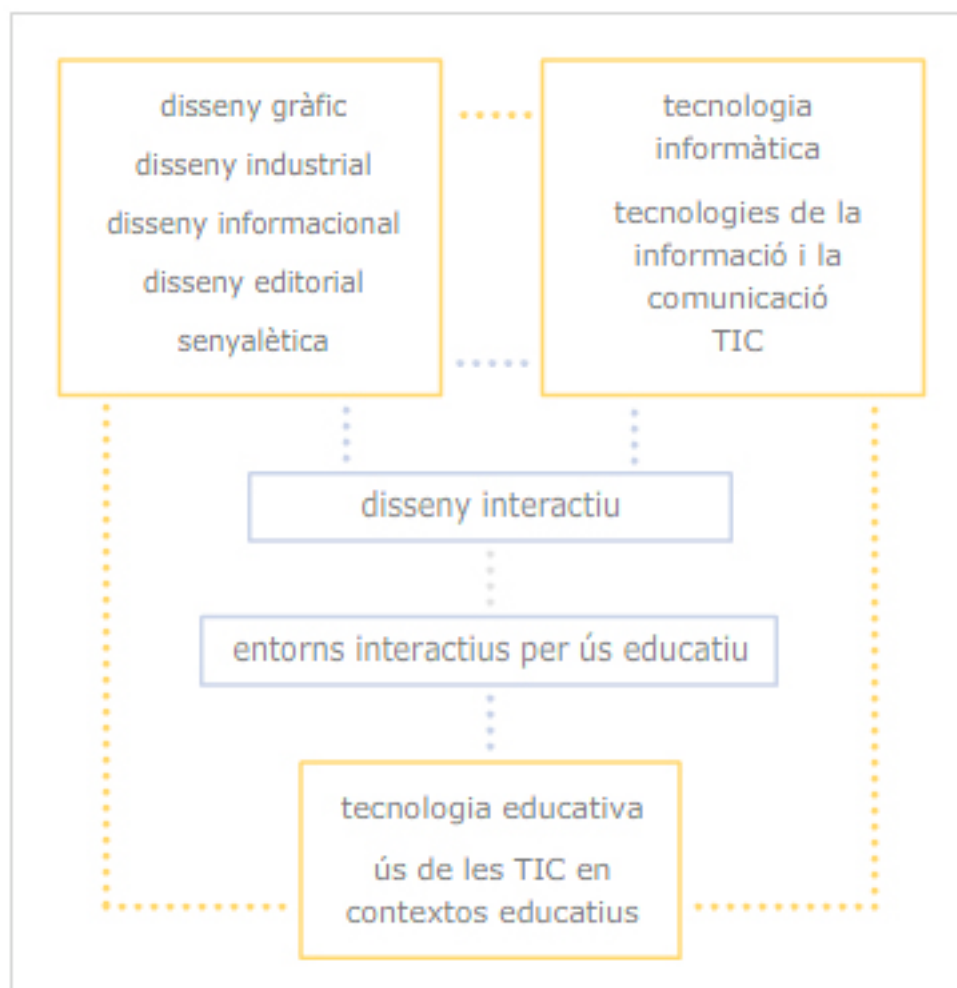 disseny gràfic
disseny industrial
disseny informacional
disseny editorial
senyalètica
tecnologia
informàtica
tecnologies de la
informació i la
comunicació
TIC
disseny interactiu
entorns interactius per ús educatiu
tecnologia educativa
ús de les TIC en
contextos educatius